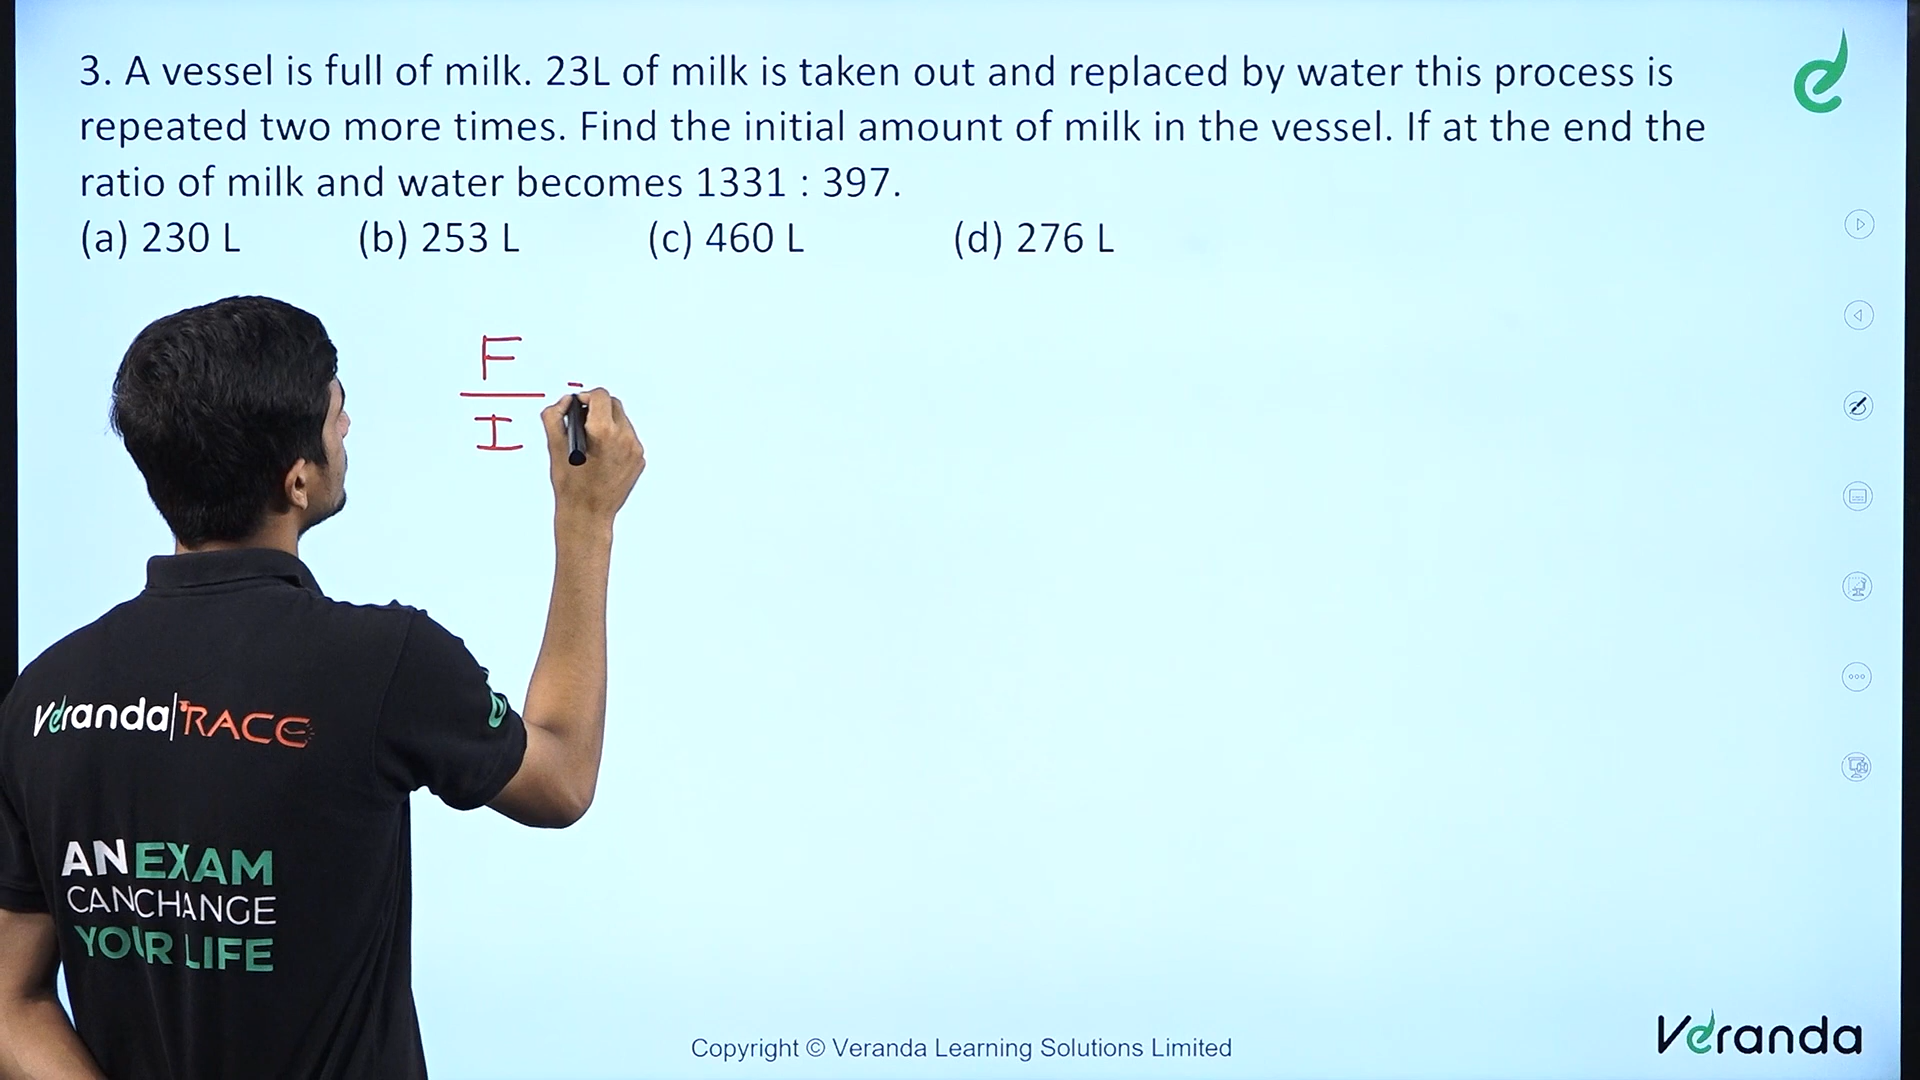 3. A vessel is full of milk. 23L of milk is taken out and replaced by water this process is
repeated two more times. Find the initial amount of milk in the vessel. If at the end the
ratio of milk and water becomes 1331 : 397.
(a) 230 L (b) 253 L (c) 460 L (d) 276 L
F
I
Veranda RACE
AN EXAM
CAN CHANGE
YOUR LIFE
Copyright © Veranda Learning Solutions Limited
Veranda